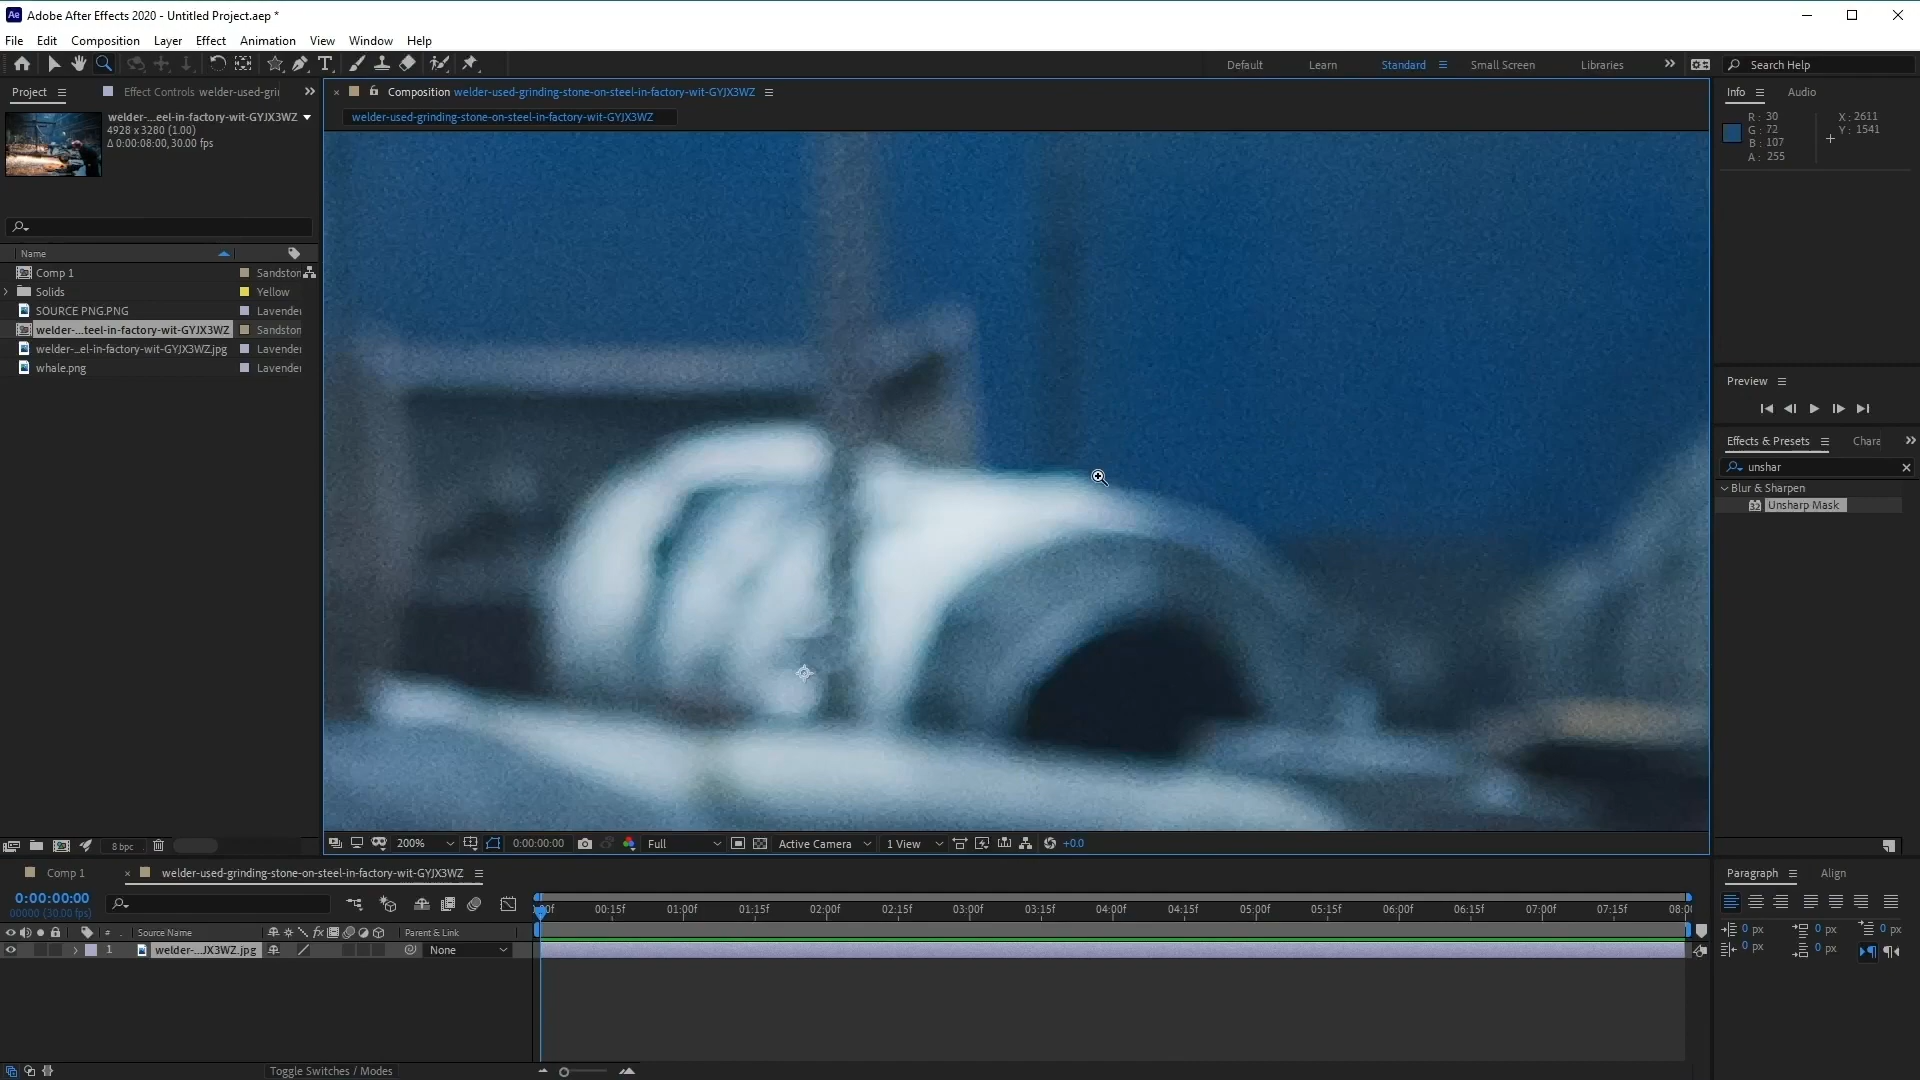 Ae Adobe After Effects 2020 - Untitled Project.aep *
File Edit Composition Layer Effect Animation View Window Help
Default Learn Standard Small Screen Libraries Search Help
Project Effect Controls welder-used-gri
welder-...eel-in-factory-wit-GYJX3WZ
4928 x 3280 (1.00)
Δ 0:00:08:00, 30.00 fps
Name
Comp 1 Sandston
Solids Yellow
SOURCE PNG.PNG Lavender
welder-...teel-in-factory-wit-GYJX3WZ Sandston
welder-...el-in-factory-wit-GYJX3WZ.jpg Lavender
whale.png Lavender
8 bpc
Composition welder-used-grinding-stone-on-steel-in-factory-wit-GYJX3WZ
welder-used-grinding-stone-on-steel-in-factory-wit-GYJX3WZ
200% 0:00:00:00 Full Active Camera 1 View +0.0
Info Audio
R : 30 X : 2611
G : 72 Y : 1541
B : 107
A : 255
Preview
Effects & Presets Chara
unshar
Blur & Sharpen
32 Unsharp Mask
Comp 1 welder-used-grinding-stone-on-steel-in-factory-wit-GYJX3WZ
0:00:00:00
00000 (30.00 fps)
00f 00:15f 01:00f 01:15f 02:00f 02:15f 03:00f 03:15f 04:00f 04:15f 05:00f 05:15f 06:00f 06:15f 07:00f 07:15f 08:0
# Source Name fx Parent & Link
1 welder-...JX3WZ.jpg None
Toggle Switches / Modes
Paragraph Align
0 px 0 px 0 px
0 px 0 px